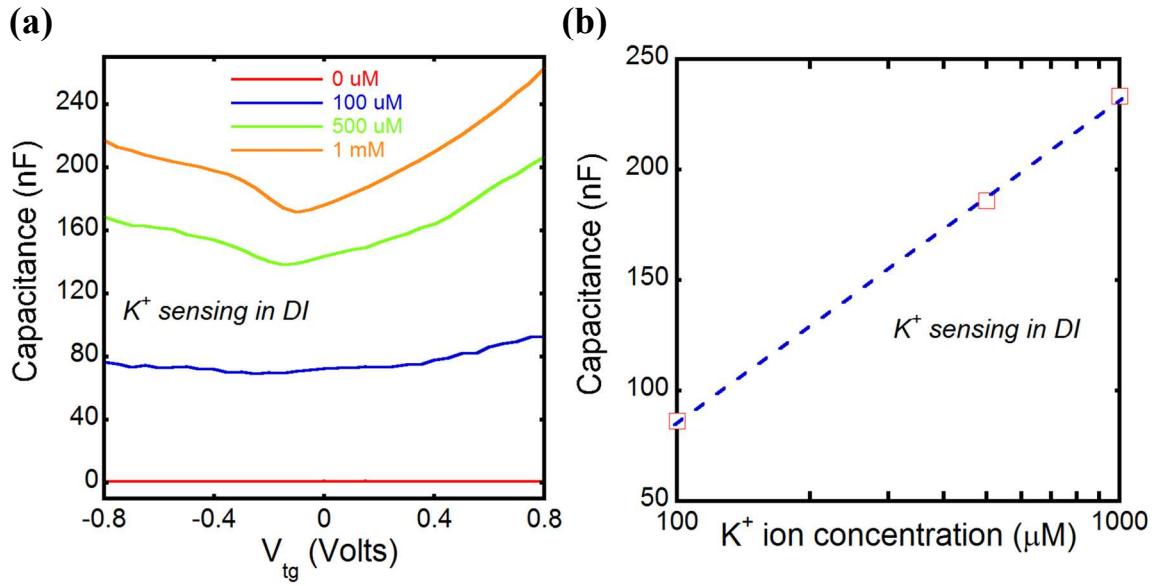 (a)
240
200
160
120
80
40
0
Capacitance (nF)
0 uM
100 uM
500 uM
1 mM
K+ sensing in DI
-0.8 -0.4 0 0.4 0.8
Vtg (Volts)
(b)
250
200
150
100
50
Capacitance (nF)
K+ sensing in DI
100 1000
K+ ion concentration (μM)